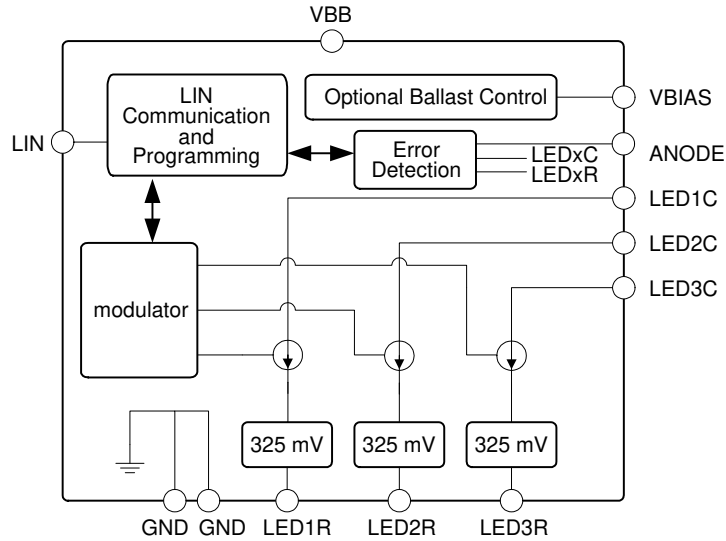 VBB
LIN
Communication
and
Programming
Optional Ballast Control
VBIAS
LIN
Error
Detection
LEDxC
LEDxR
ANODE
LED1C
LED2C
LED3C
modulator
325 mV
325 mV
325 mV
GND
GND
LED1R
LED2R
LED3R